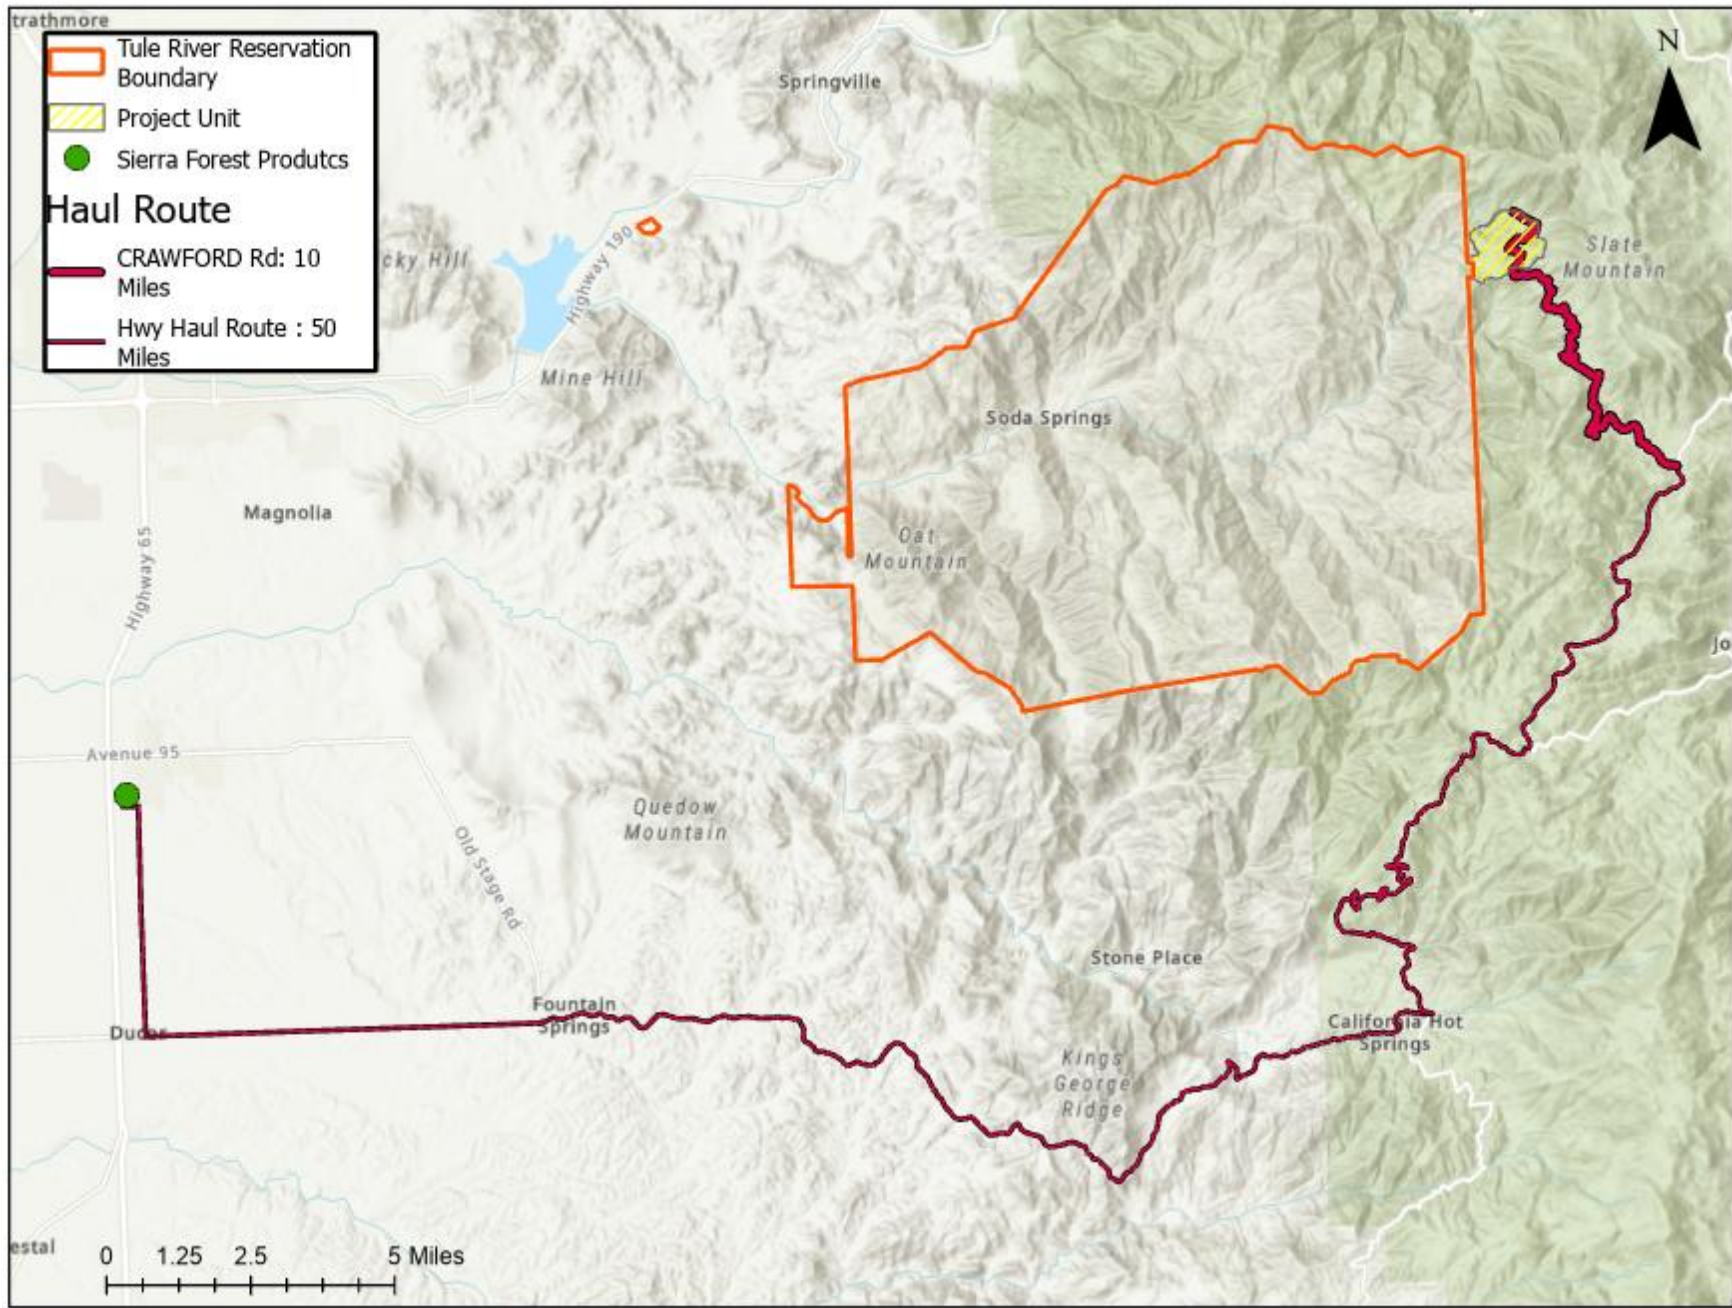 trathmore
Tule River Reservation
Boundary
Project Unit
Sierra Forest Produtcs
Haul Route
CRAWFORD Rd: 10
Miles
Hwy Haul Route : 50
Miles
Springville
N
cky Hill
Highway 190
Slate
Mountain
Mine Hill
Soda Springs
Magnolia
Highway 65
Oat
Mountain
Jo
Avenue 95
Quedow
Mountain
Old Stage Rd
Stone Place
Fountain
Springs
Ducor
California Hot
Springs
Kings
George
Ridge
estal
0 1.25 2.5 5 Miles